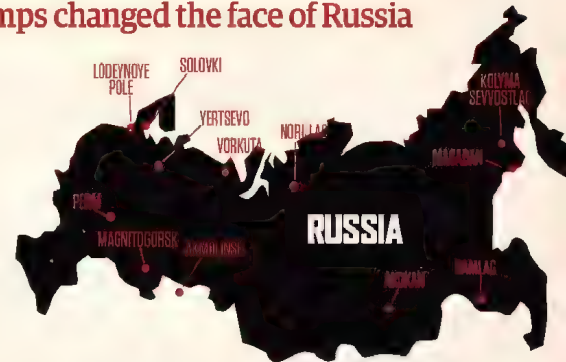 mps changed the face of Russia
LODEYNOYE
POLE
SOLOVKI
YERTSEVO
VORKUTA
NORILLAG
KOLYMA
SEVVOSTLAG
MAGADAN
PERM
MAGNITOGORSK
RUSSIA
ABAKAN
BAMLAG